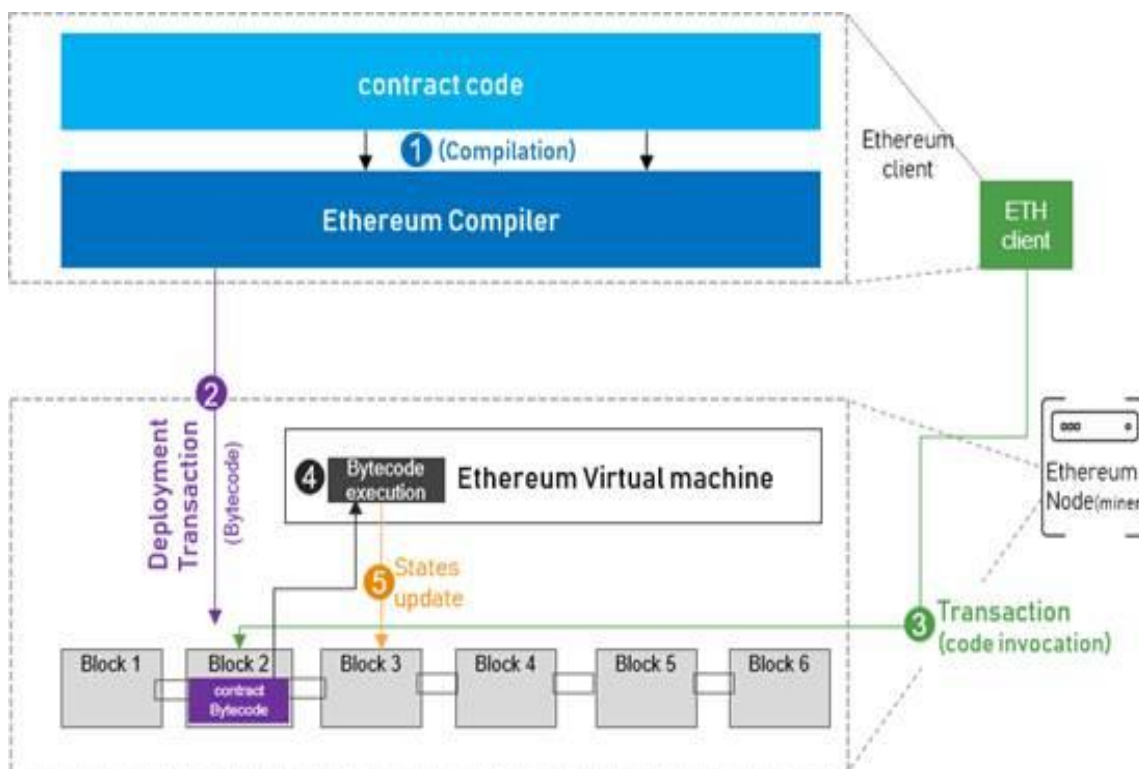 contract code
1 (Compilation)
Ethereum Compiler
Ethereum
client
ETH
client
2
Deployment
Transaction
(Bytecode)
4
Bytecode
execution
Ethereum Virtual machine
Ethereum
Node(miner
5 States
update
3 Transaction
(code invocation)
Block 1
Block 2
Block 3
Block 4
Block 5
Block 6
contract
Bytecode